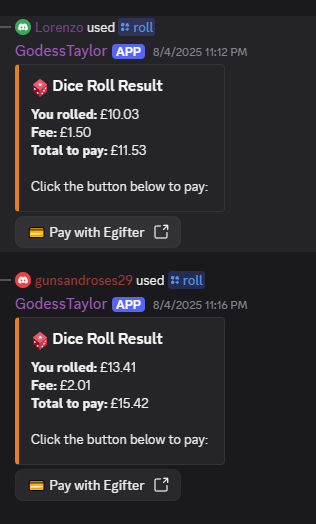 Lorenzo used roll
GodessTaylor APP 8/4/2025 11:12 PM
Dice Roll Result
You rolled: £10.03
Fee: £1.50
Total to pay: £11.53
Click the button below to pay:
Pay with Egifter
gunsandroses29 used roll
GodessTaylor APP 8/4/2025 11:16 PM
Dice Roll Result
You rolled: £13.41
Fee: £2.01
Total to pay: £15.42
Click the button below to pay:
Pay with Egifter